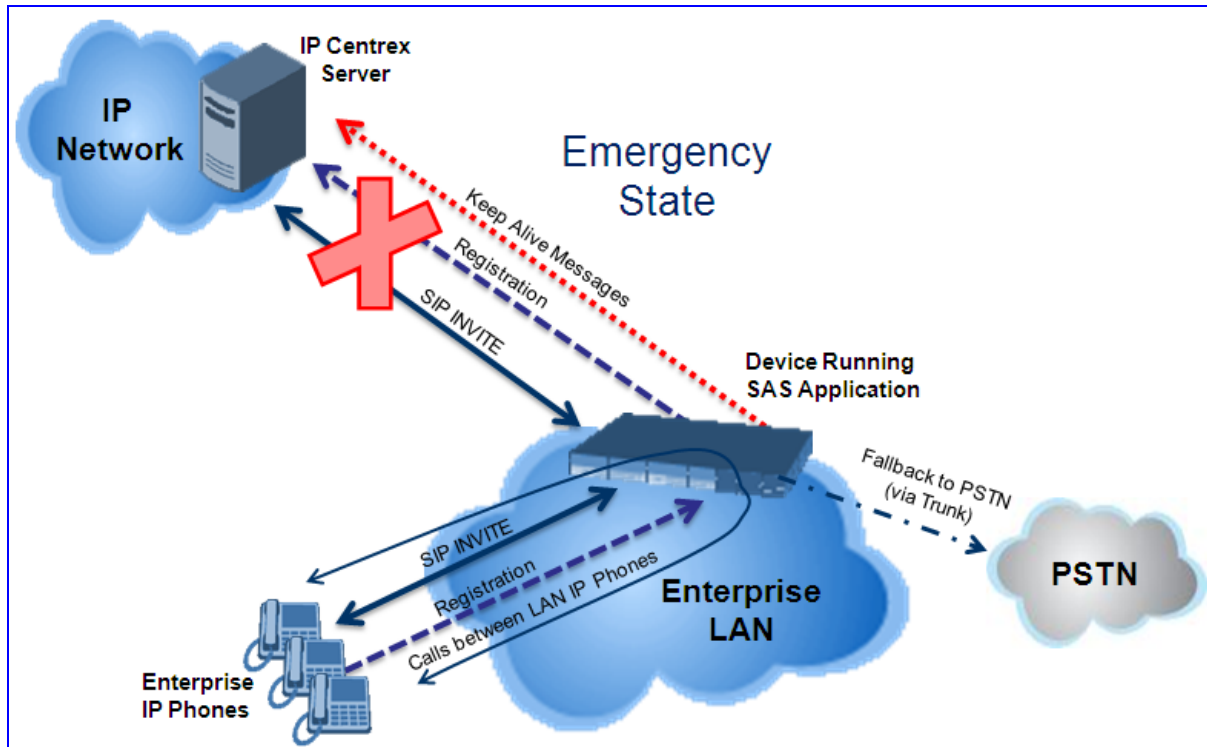 IP Centrex
Server
IP
Network
Emergency
State
Keep Alive Messages
Registration
SIP INVITE
Device Running
SAS Application
Fallback to PSTN
(via Trunk)
PSTN
SIP INVITE
Registration
Calls between LAN IP Phones
Enterprise
LAN
Enterprise
IP Phones